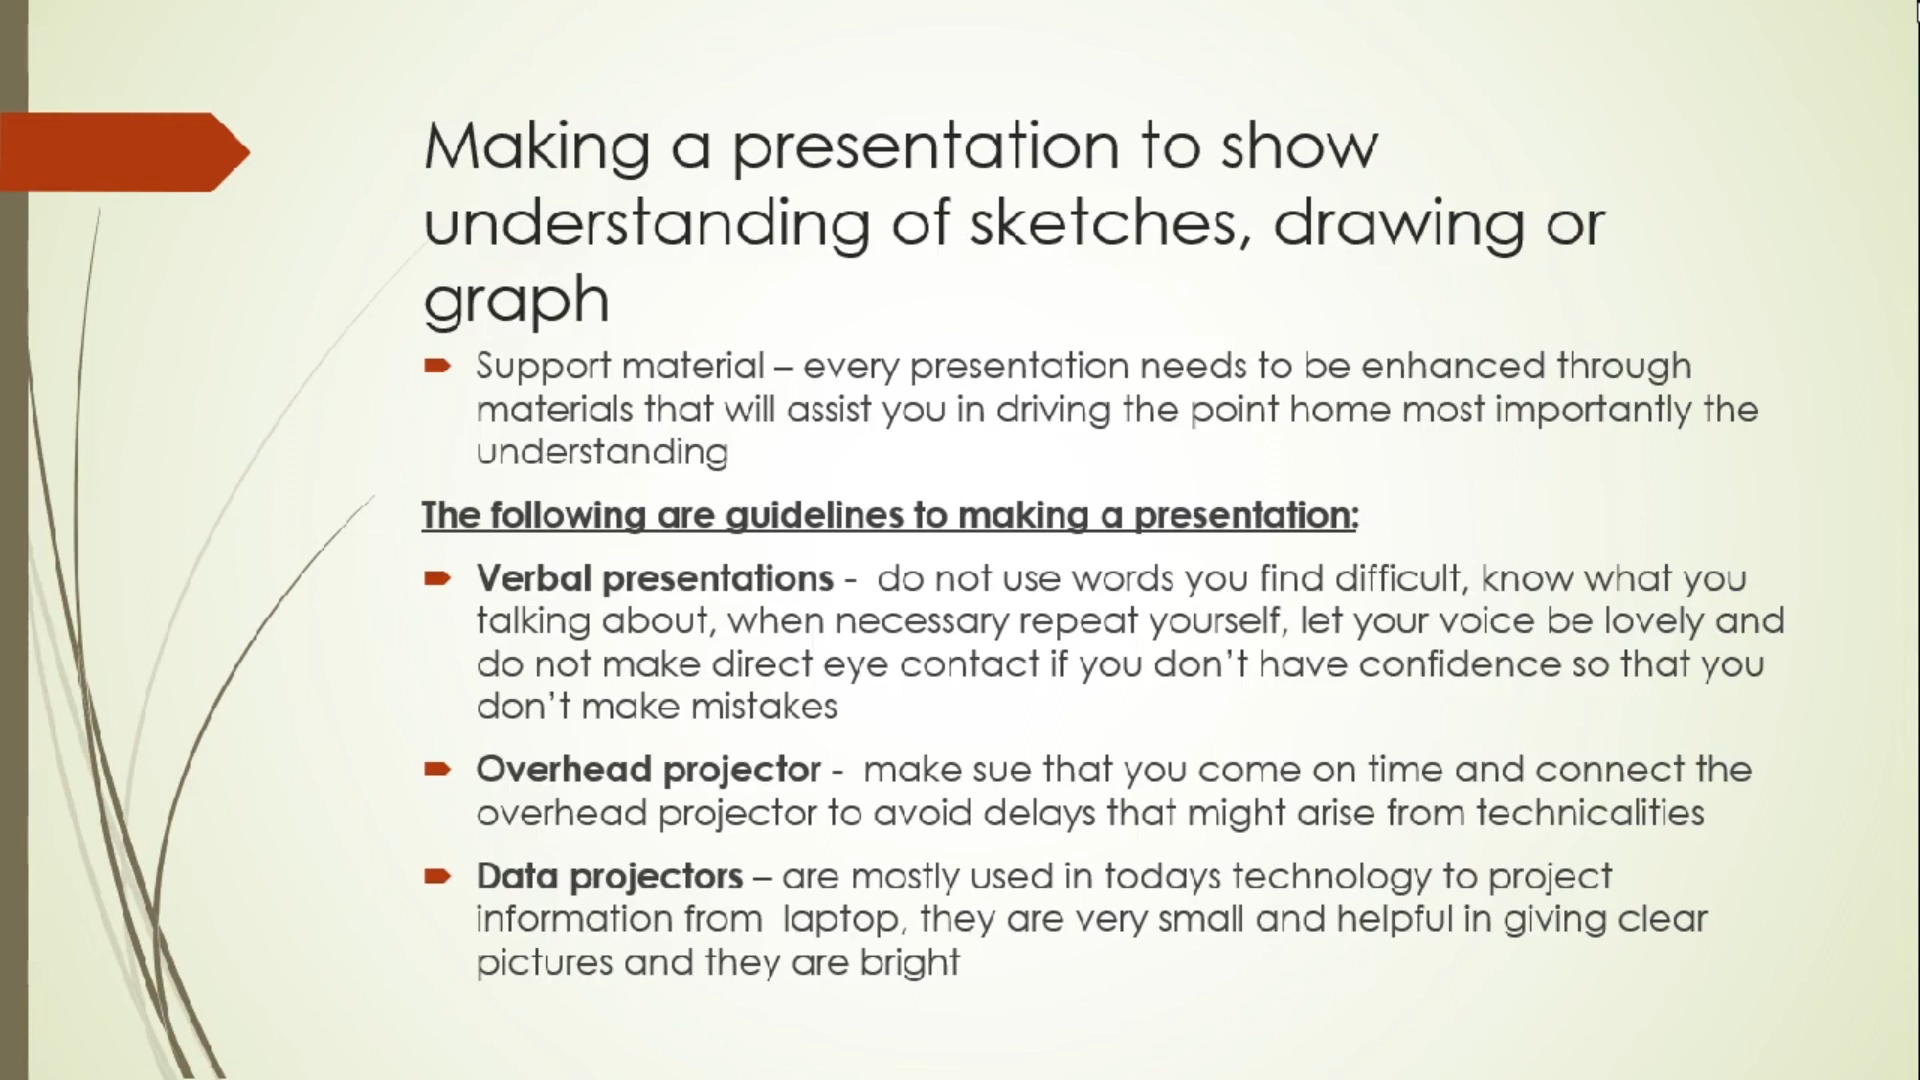 Making a presentation to show
understanding of sketches, drawing or
graph
Support material – every presentation needs to be enhanced through
materials that will assist you in driving the point home most importantly the
understanding
The following are guidelines to making a presentation:
Verbal presentations -  do not use words you find difficult, know what you
talking about, when necessary repeat yourself, let your voice be lovely and
do not make direct eye contact if you don’t have confidence so that you
don’t make mistakes
Overhead projector -  make sue that you come on time and connect the
overhead projector to avoid delays that might arise from technicalities
Data projectors – are mostly used in todays technology to project
information from  laptop, they are very small and helpful in giving clear
pictures and they are bright